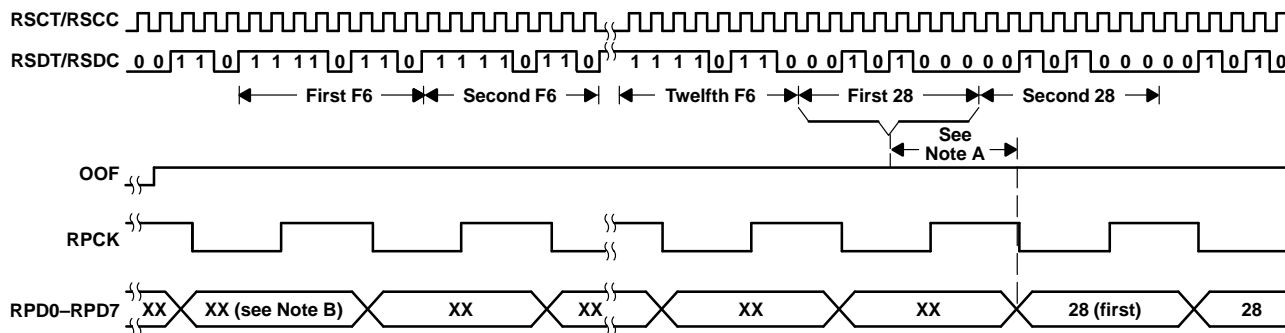 RSCT/RSCC
RSDT/RSDC 0 0 1 1 0 1 1 1 1 0 1 1 0 1 1 1 1 0 1 1 0 1 1 1 1 0 1 1 0 0 0 1 0 1 0 0 0 0 0 1 0 1 0 0 0 0 0 1 0 1 0
First F6 Second F6 Twelfth F6 First 28 Second 28
See
Note A
OOF
RPCK
RPD0–RPD7 XX XX (see Note B) XX XX XX XX 28 (first) 28